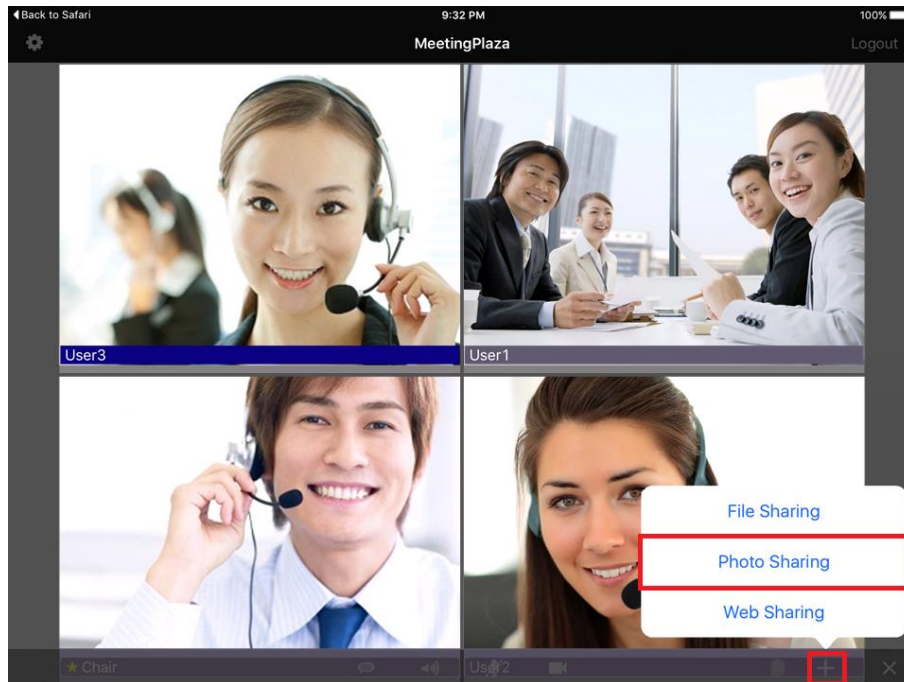 Back to Safari
9:32 PM
100%
MeetingPlaza
Logout
User3
User1
File Sharing
Photo Sharing
Web Sharing
Chair
User2